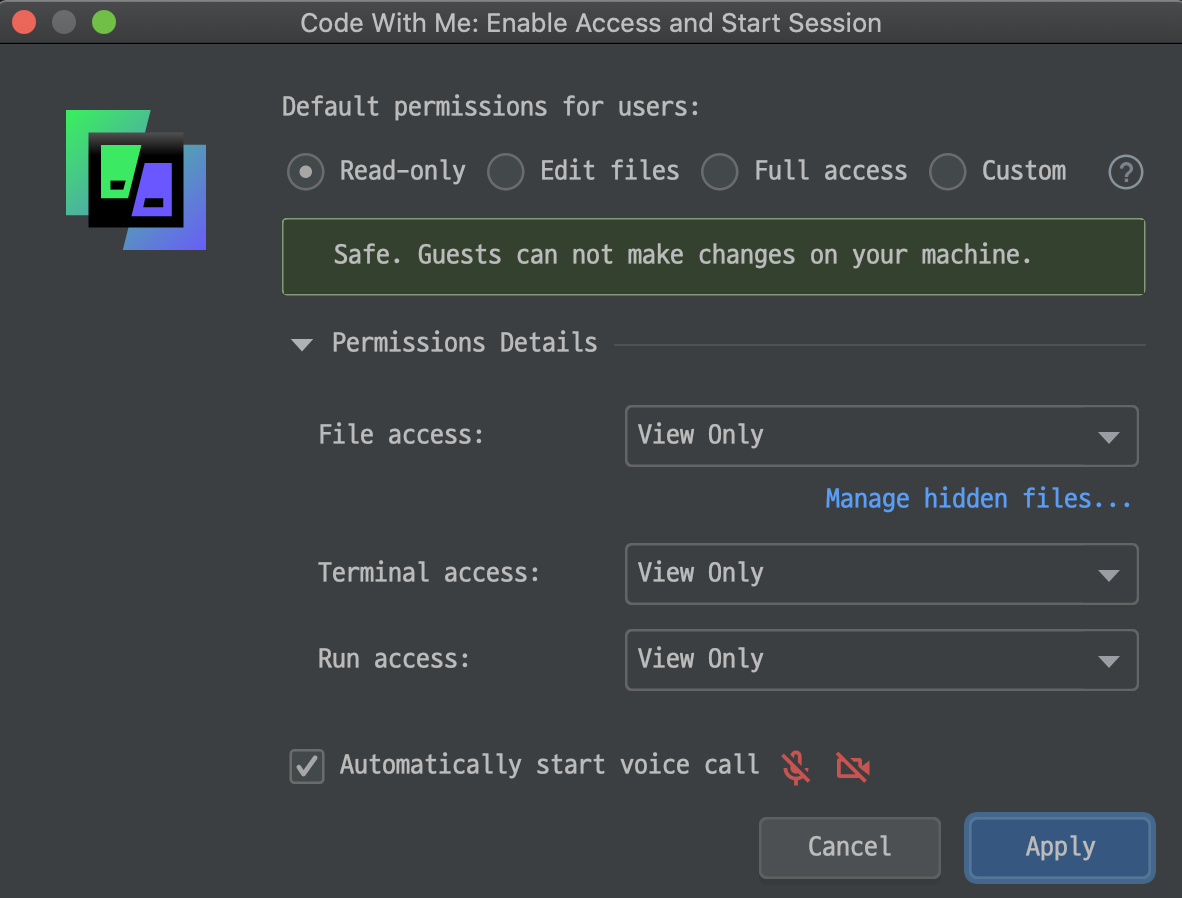 Code With Me: Enable Access and Start Session
Default permissions for users:
Read-only Edit files Full access Custom ?
Safe. Guests can not make changes on your machine.
Permissions Details
File access: View Only
Manage hidden files...
Terminal access: View Only
Run access: View Only
Automatically start voice call
Cancel Apply